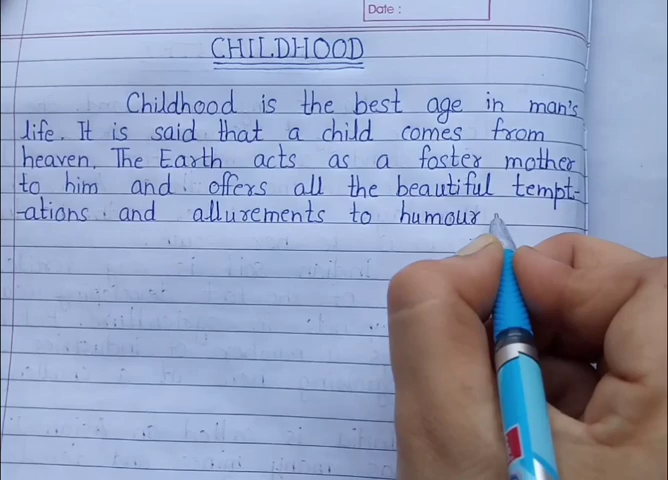 Date :
CHILDHOOD
Childhood is the best age in man's
life. It is said that a child comes from
heaven. The Earth acts as a foster mother
to him and offers all the beautiful tempt-
-ations and allurements to humour